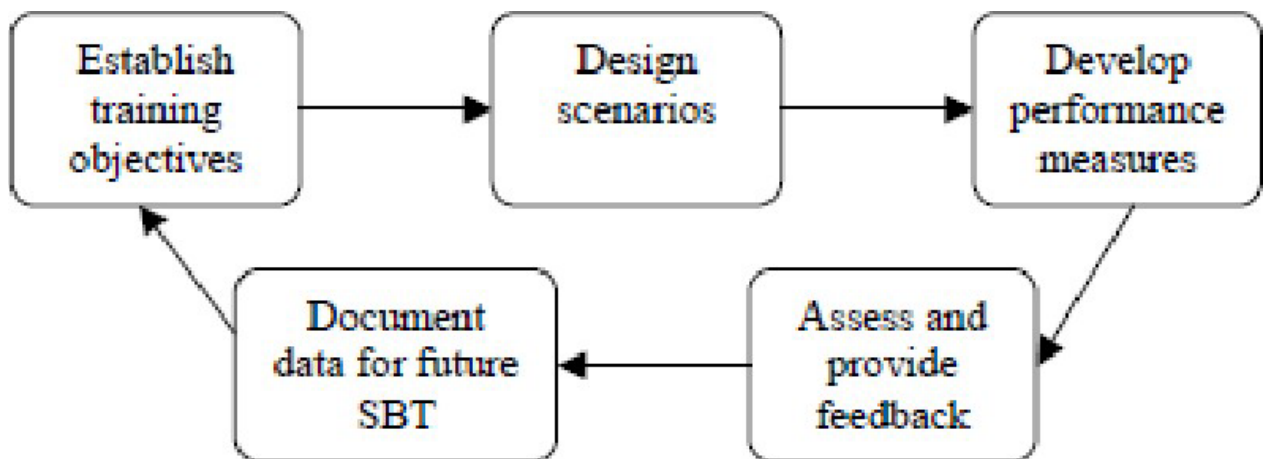 Establish
training
objectives
Design
scenarios
Develop
performance
measures
Assess and
provide
feedback
Document
data for future
SBT